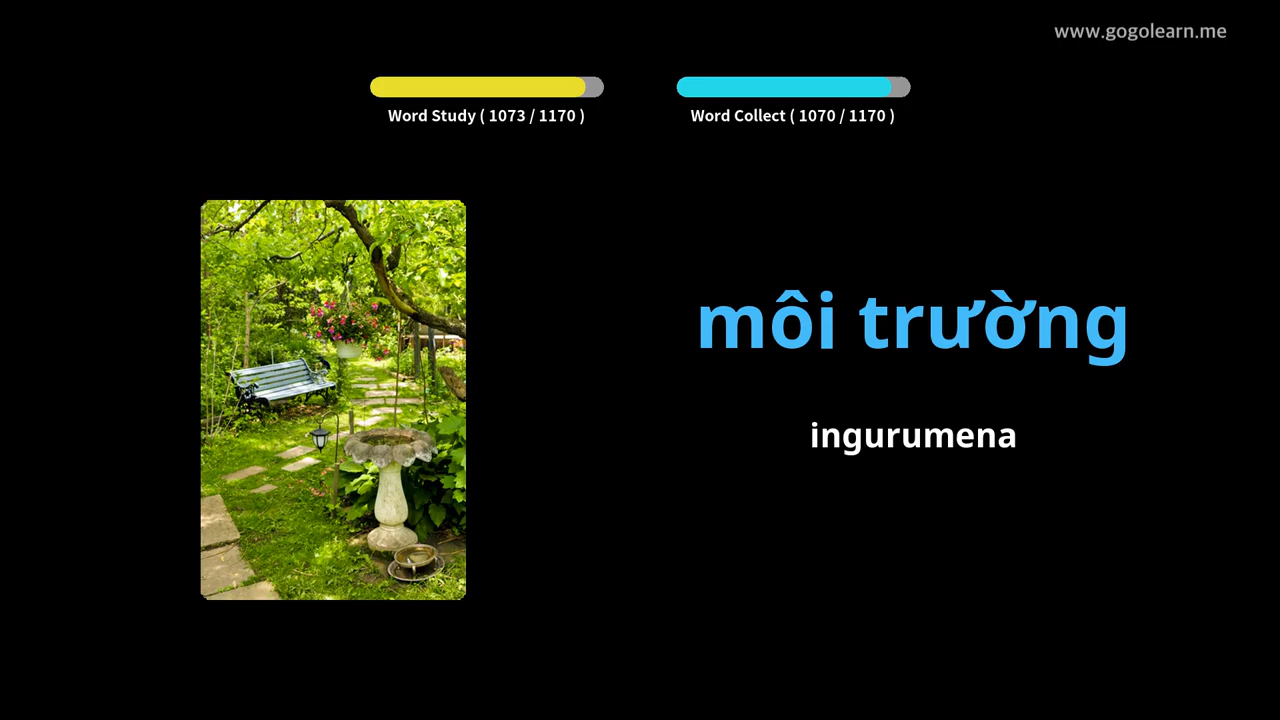 www.gogolearn.me
Word Study ( 1073 / 1170 )
Word Collect ( 1070 / 1170 )
môi trường
ingurumena